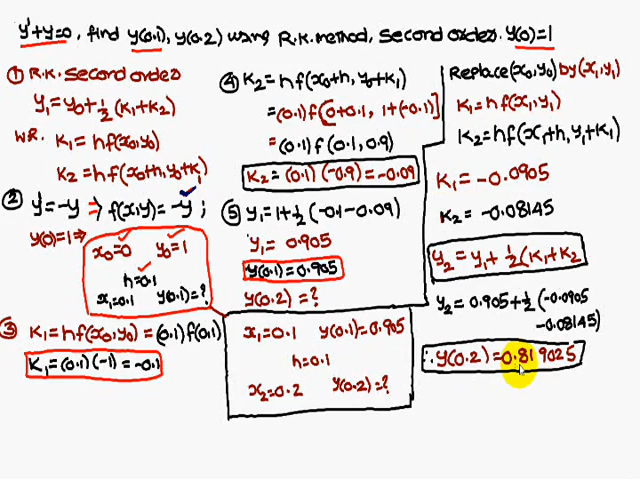 y'+y=0, find y(0.1), y(0.2) using R.K. method, Second order. y(0)=1
① R.K. Second order
y₁=y₀+½(K₁+K₂)
W.R. K₁=hf(x₀,y₀)
K₂=hf(x₀+h, y₀+K₁)
② y'=-y ⇒ f(x,y)=-y ;
y(0)=1⇒
x₀=0 y₀=1
h=0.1
x₁=0.1 y(0.1)=?
③ K₁=hf(x₀,y₀)=(0.1)f(0,1)
K₁=(0.1)(-1)=-0.1
④ K₂=hf(x₀+h, y₀+K₁)
=(0.1)f[0+0.1, 1+(-0.1)]
=(0.1)f(0.1, 0.9)
K₂=(0.1)(-0.9)=-0.09
⑤ y₁=1+½(-0.1-0.09)
y₁=0.905
y(0.1)=0.905
y(0.2)=?
x₁=0.1 y(0.1)=0.905
h=0.1
x₂=0.2 y(0.2)=?
Replace(x₀,y₀)by(x₁,y₁)
K₁=hf(x₁,y₁)
K₂=hf(x₁+h, y₁+K₁)
K₁=-0.0905
K₂=-0.08145
y₂=y₁+½(K₁+K₂
y₂=0.905+½(-0.0905
-0.08145)
∴y(0.2)=0.819025